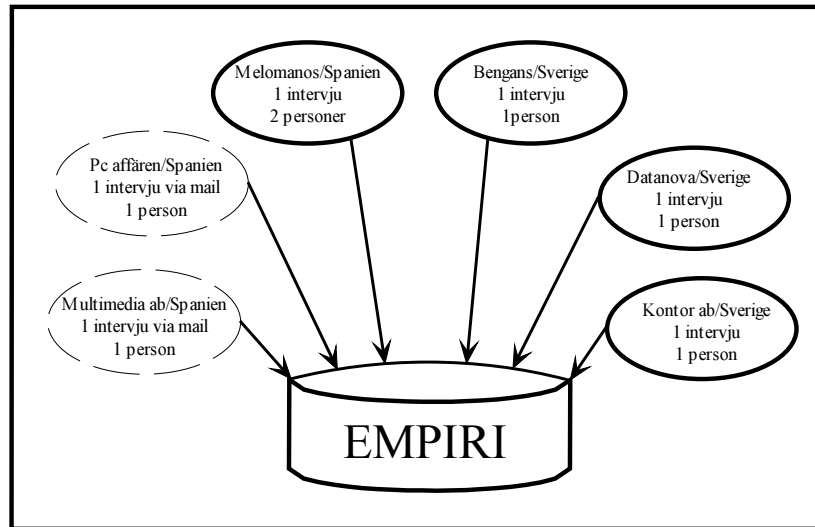 Melomanos/Spanien
1 intervju
2 personer
Bengans/Sverige
1 intervju
1person
Pc affären/Spanien
1 intervju via mail
1 person
Datanova/Sverige
1 intervju
1 person
Multimedia ab/Spanien
1 intervju via mail
1 person
Kontor ab/Sverige
1 intervju
1 person
EMPIRI